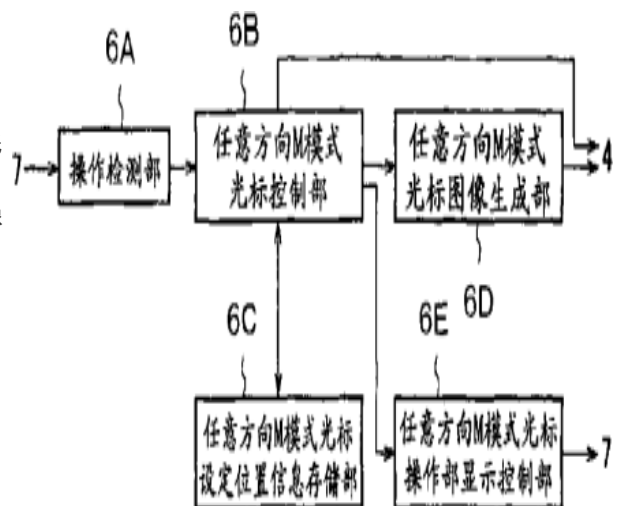 6A
6B
7
操作检测部
任意方向M模式
光标控制部
任意方向M模式
光标图像生成部
4
6D
6C
6E
任意方向M模式光标
设定位置信息存储部
任意方向M模式光标
操作部显示控制部
7